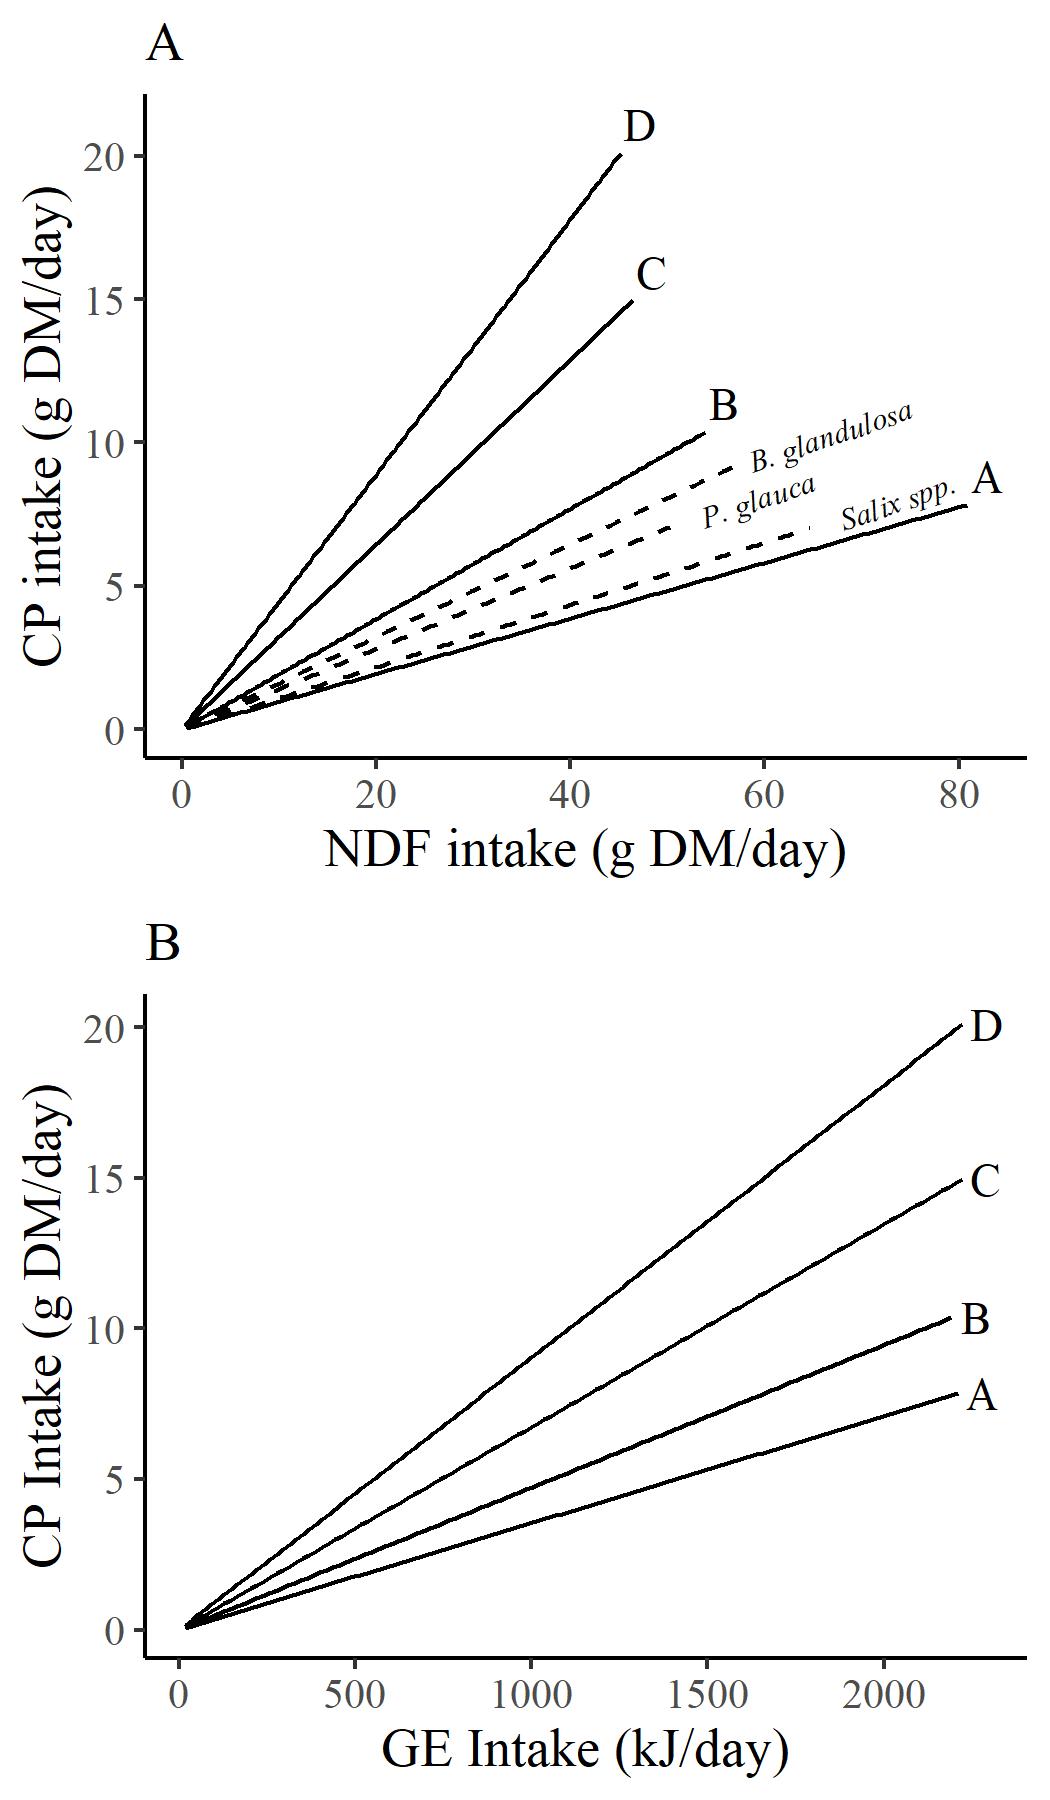 A
CP intake (g DM/day)
20
15
10
5
0
D
C
B
B. glandulosa
P. glauca
Salix spp.
A
0 20 40 60 80
NDF intake (g DM/day)
B
CP Intake (g DM/day)
20
15
10
5
0
D
C
B
A
0 500 1000 1500 2000
GE Intake (kJ/day)